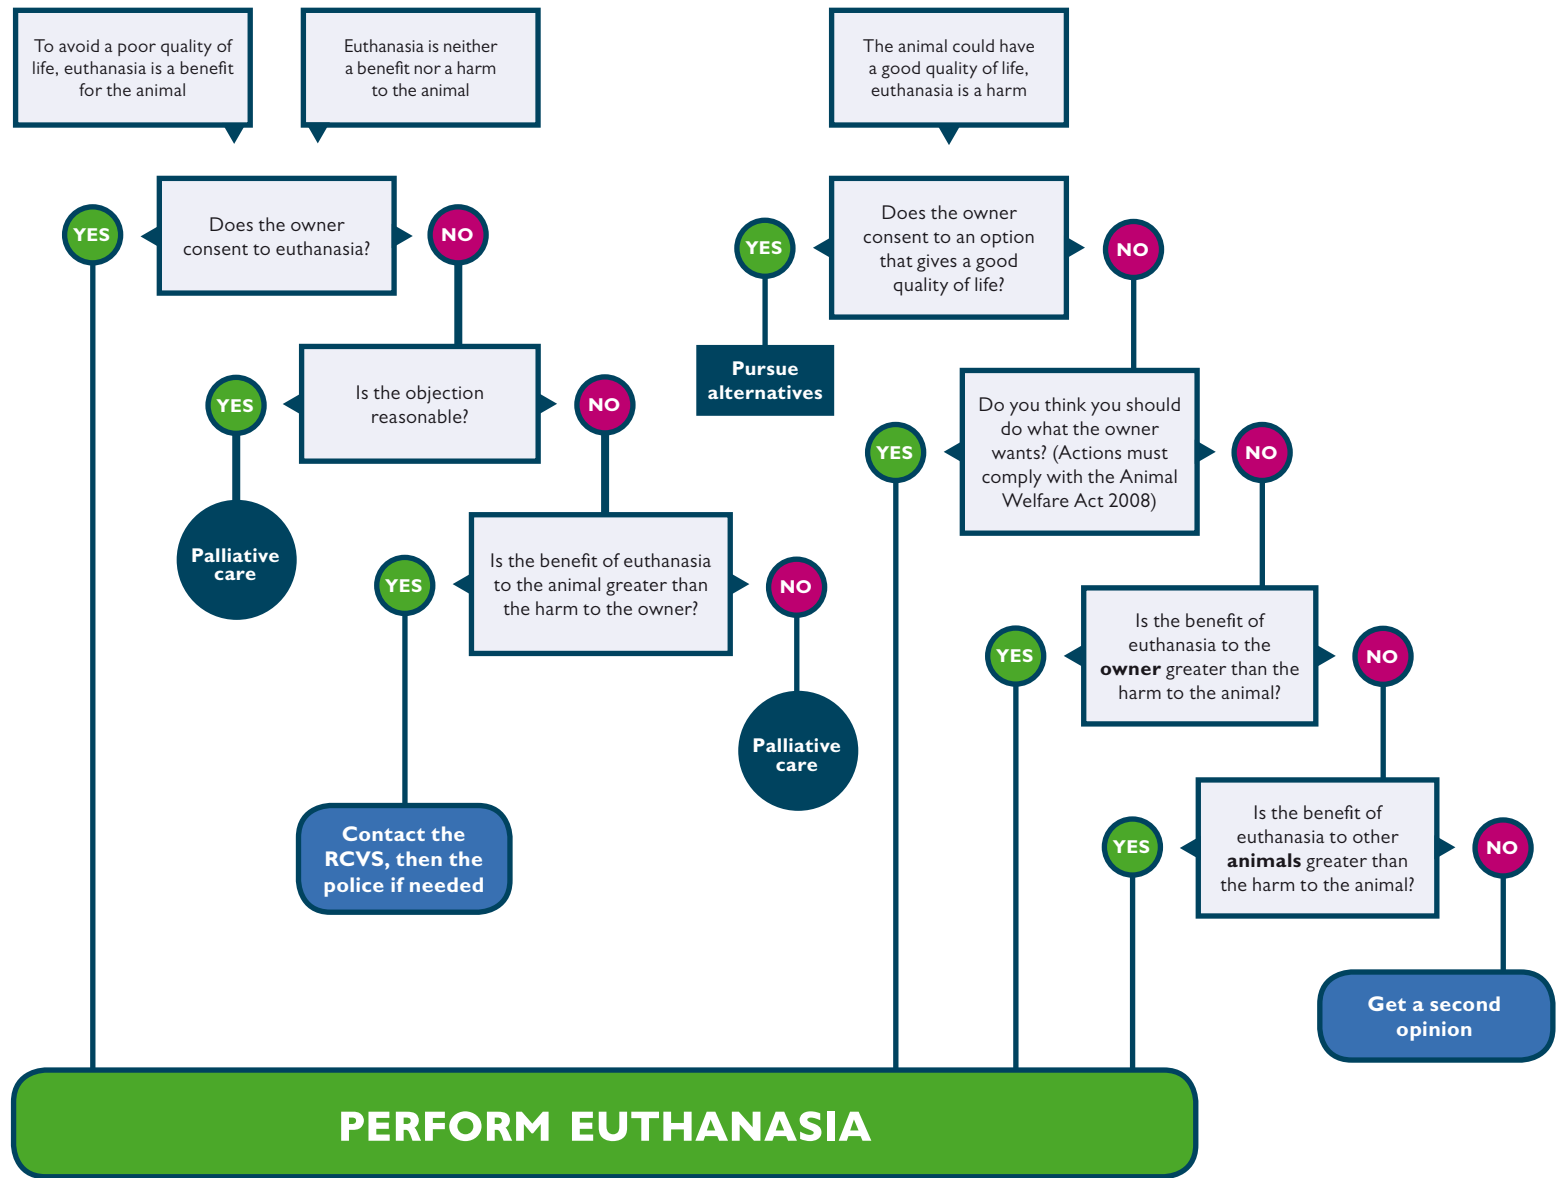 To avoid a poor quality of
life, euthanasia is a benefit
for the animal
Euthanasia is neither
a benefit nor a harm
to the animal
The animal could have
a good quality of life,
euthanasia is a harm
YES
Does the owner
consent to euthanasia?
NO
YES
Does the owner
consent to an option
that gives a good
quality of life?
NO
YES
Is the objection
reasonable?
NO
Pursue
alternatives
YES
Do you think you should
do what the owner
wants? (Actions must
comply with the Animal
Welfare Act 2008)
NO
Palliative
care
YES
Is the benefit of euthanasia
to the animal greater than
the harm to the owner?
NO
YES
Is the benefit of
euthanasia to the
owner greater than the
harm to the animal?
NO
Palliative
care
Contact the
RCVS, then the
police if needed
YES
Is the benefit of
euthanasia to other
animals greater than
the harm to the animal?
NO
Get a second
opinion
PERFORM EUTHANASIA